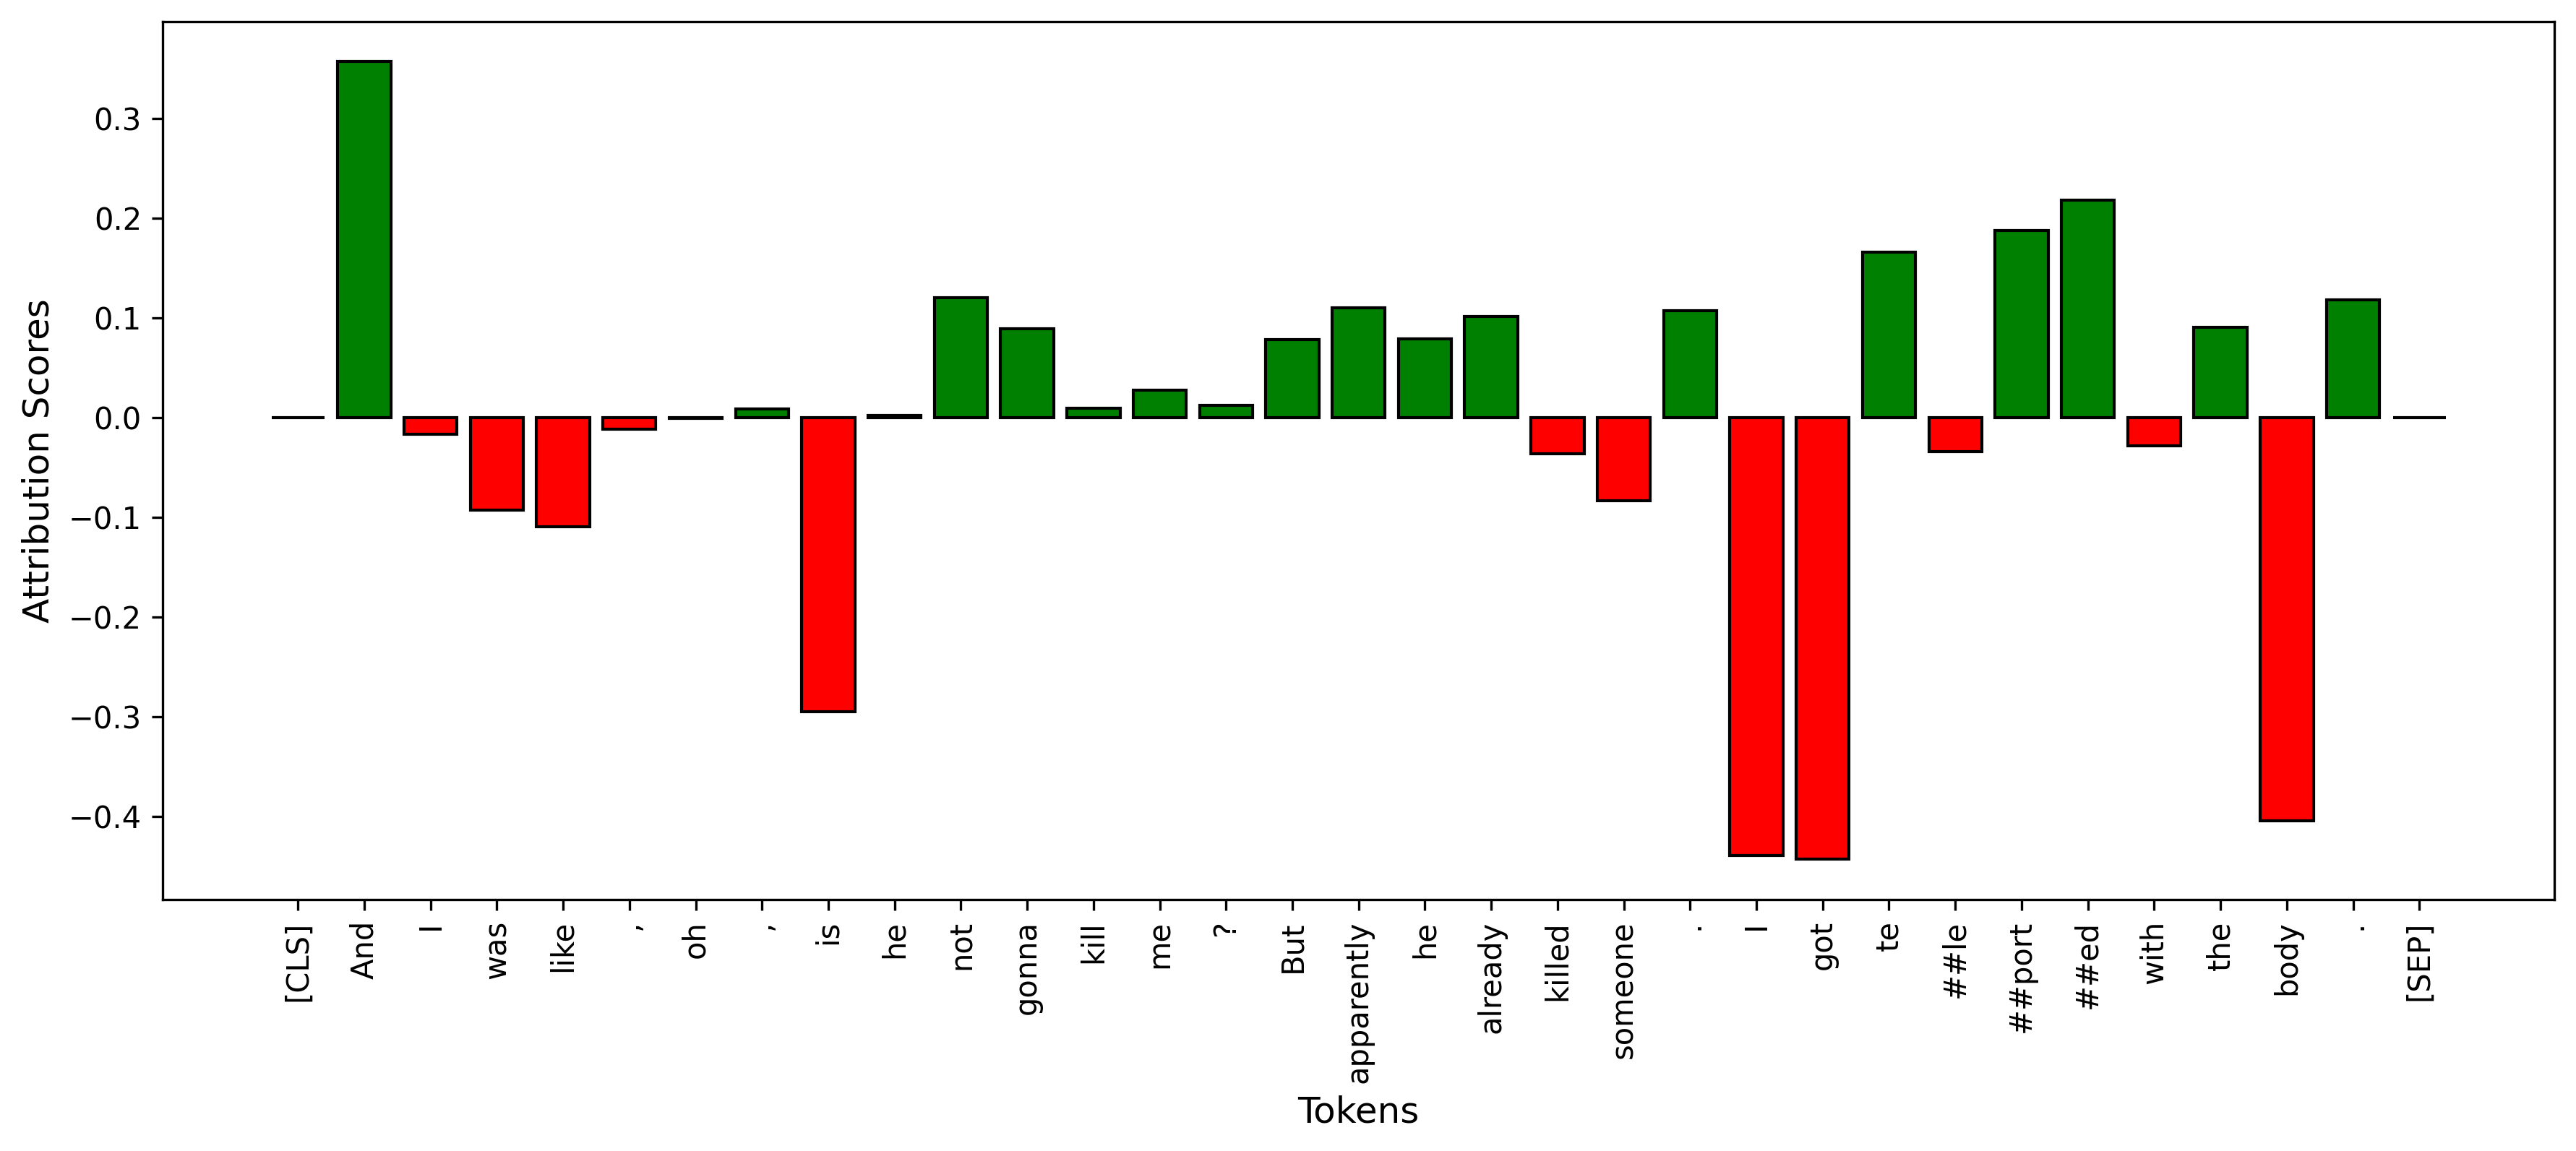 Attribution Scores
0.3
0.2
0.1
0.0
−0.1
−0.2
−0.3
−0.4
[CLS]
And
I
was
like
,
oh
,
is
he
not
gonna
kill
me
?
But
apparently
he
already
killed
someone
.
I
got
te
##le
##port
##ed
with
the
body
.
[SEP]
Tokens